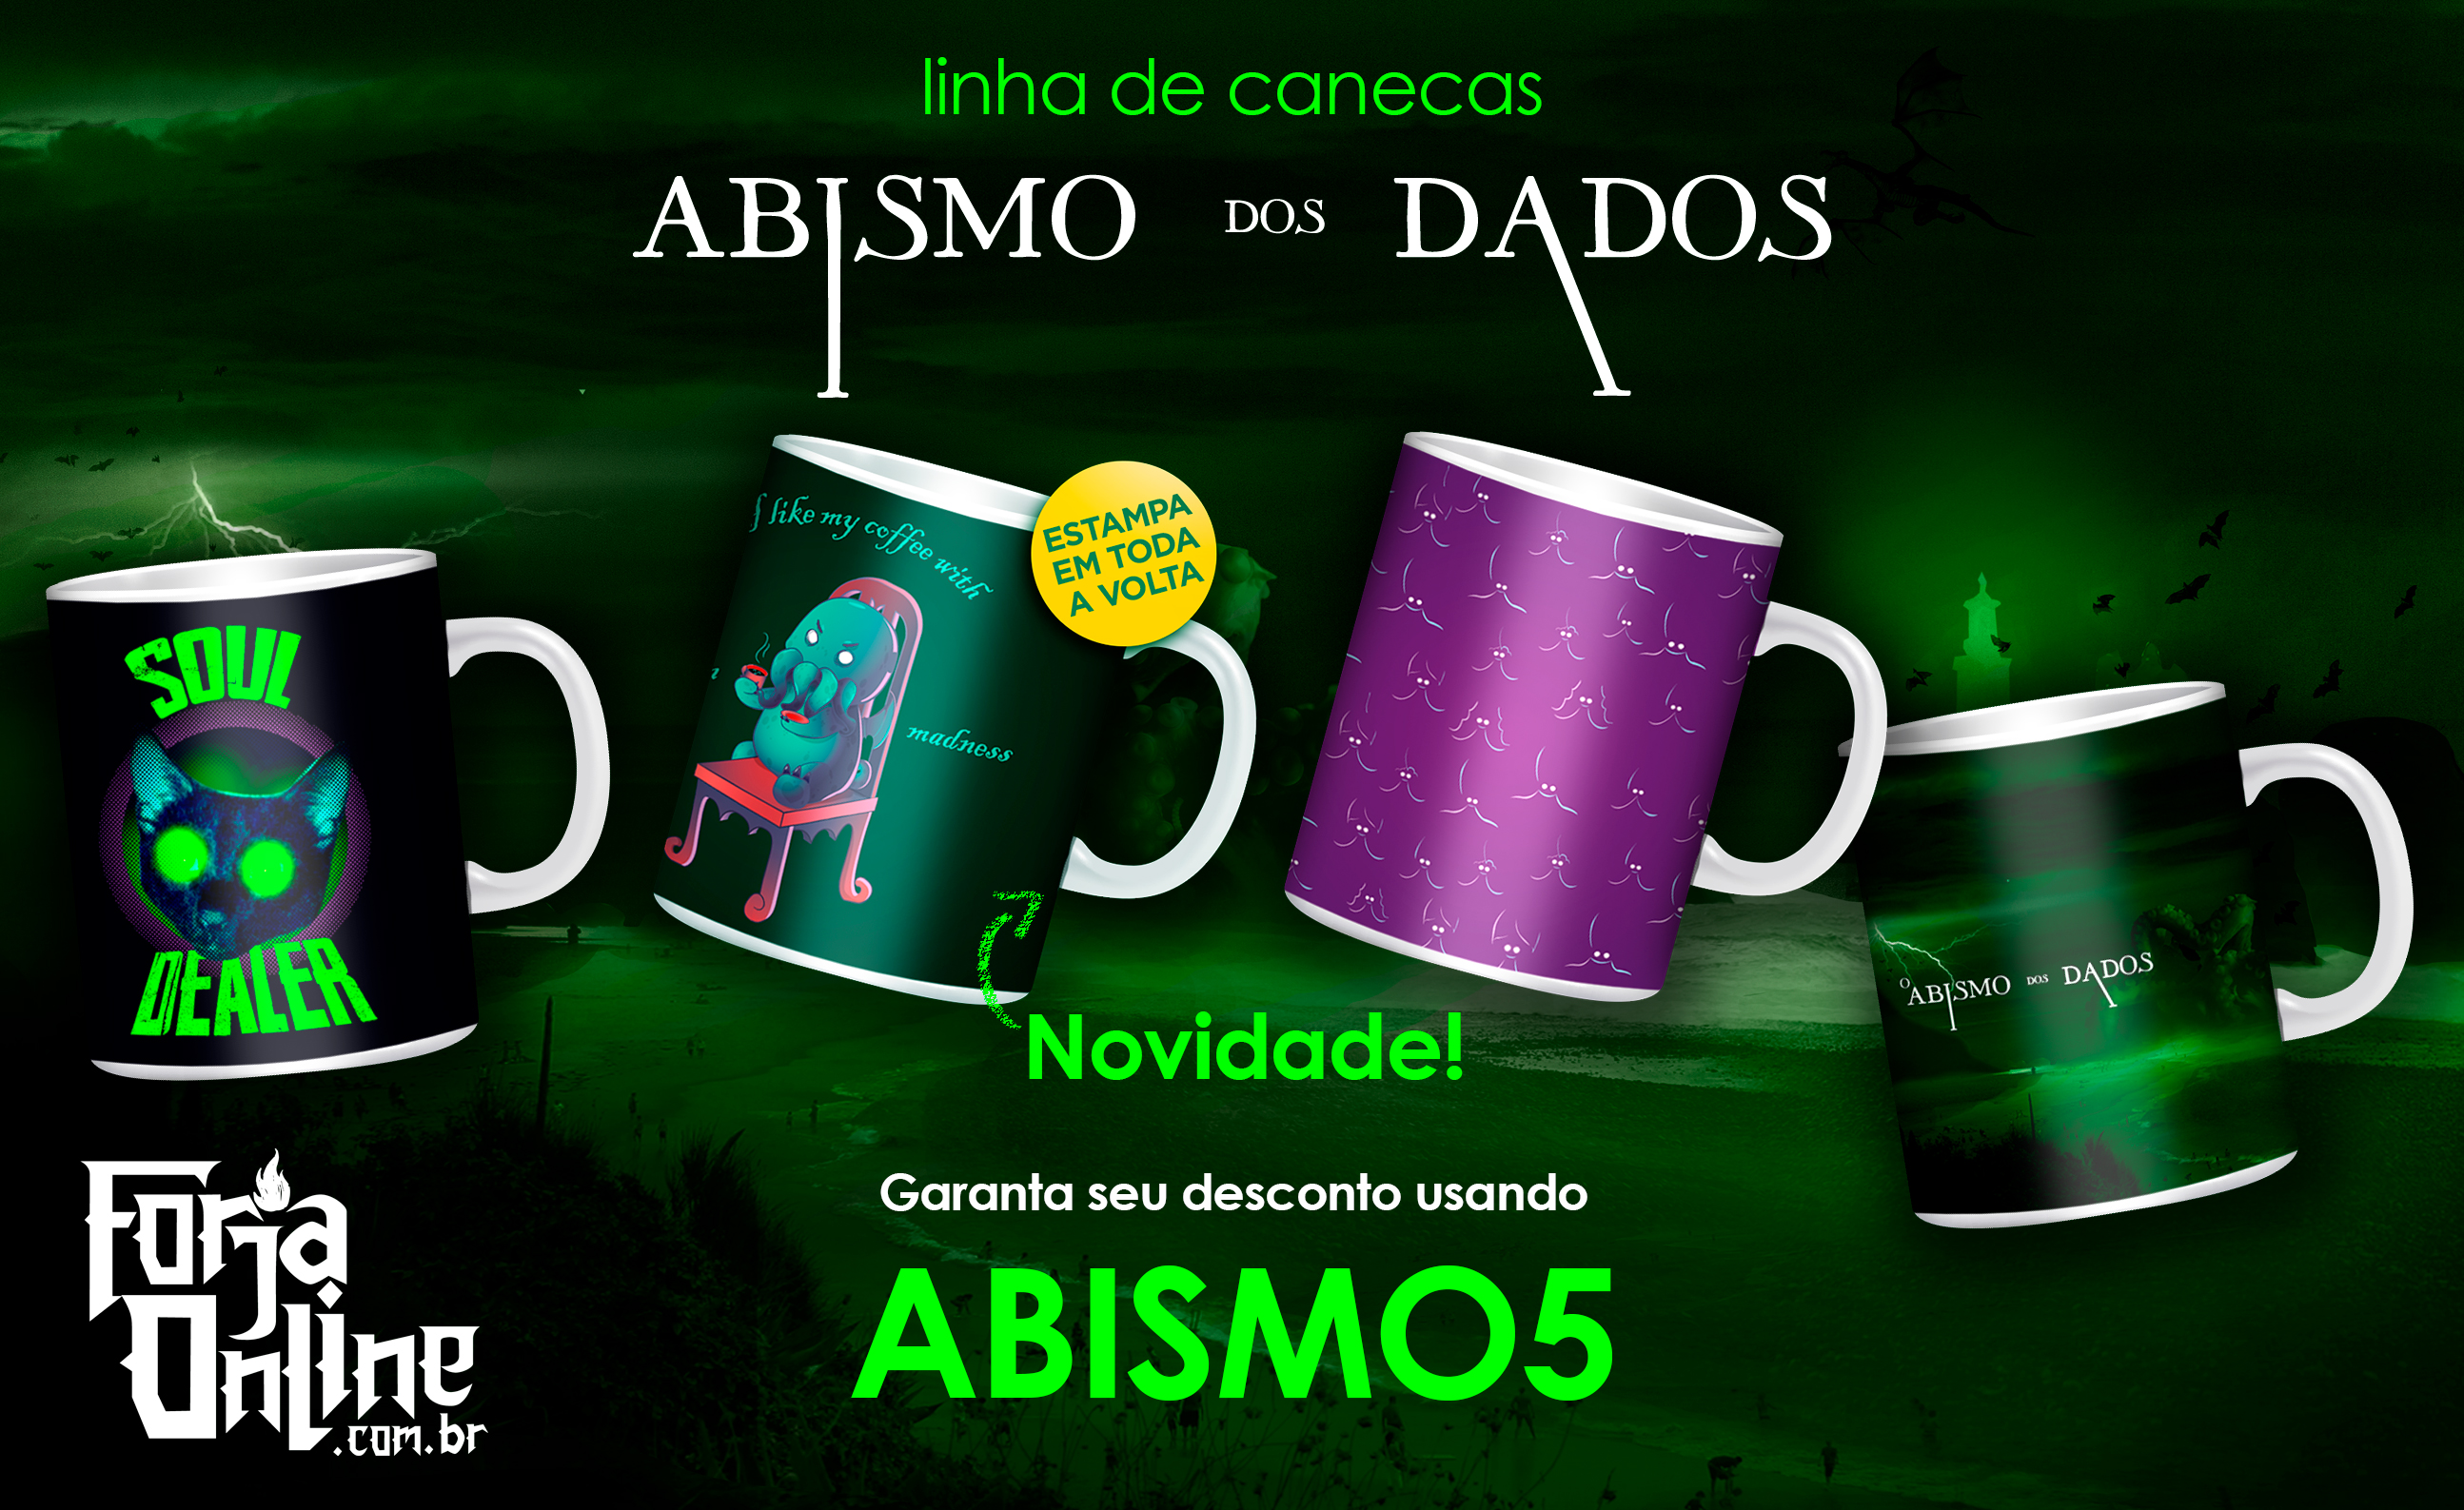 linha de canecas
ABISMO DOS DADOS
I like my coffee with
madness
ESTAMPA
EM TODA
A VOLTA
SOUL
DEALER
O ABISMO DOS DADOS
Novidade!
Garanta seu desconto usando
ABISMO5
Forja
Online
.com.br